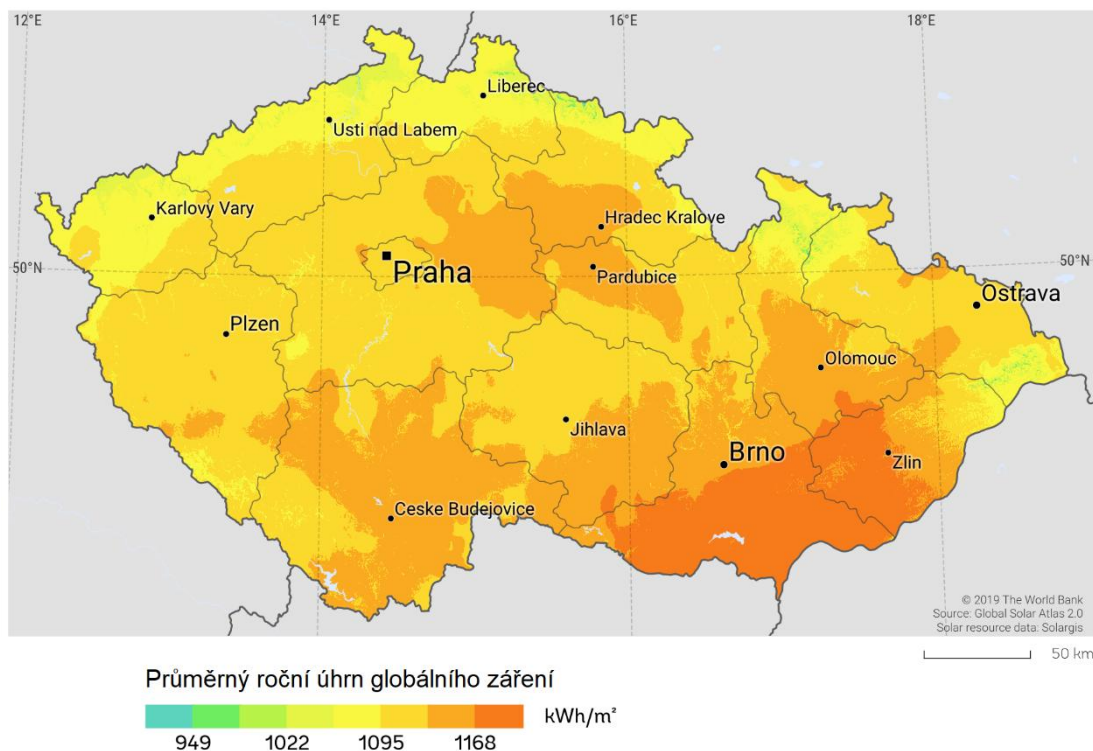 12°E 14°E 16°E 18°E
Liberec
Usti nad Labem
Karlovy Vary
Hradec Kralove
50°N
50°N
Praha
Pardubice
Ostrava
Plzen
Olomouc
Jihlava
Brno
Zlin
Ceske Budejovice
© 2019 The World Bank
Source: Global Solar Atlas 2.0
Solar resource data: Solargis
50 km
Průměrný roční úhrn globálního záření
kWh/m²
949 1022 1095 1168